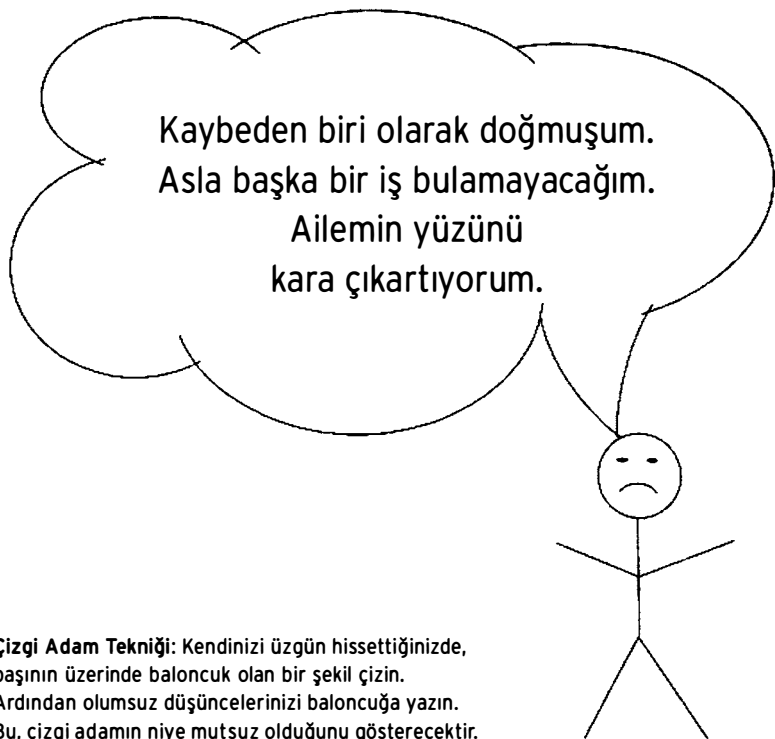 Kaybeden biri olarak doğmuşum.
Asla başka bir iş bulamayacağım.
Ailemin yüzünü
kara çıkartıyorum.
Çizgi Adam Tekniği: Kendinizi üzgün hissettiğinizde,
başının üzerinde baloncuk olan bir şekil çizin.
Ardından olumsuz düşüncelerinizi baloncuğa yazın.
Bu, çizgi adamın niye mutsuz olduğunu gösterecektir.